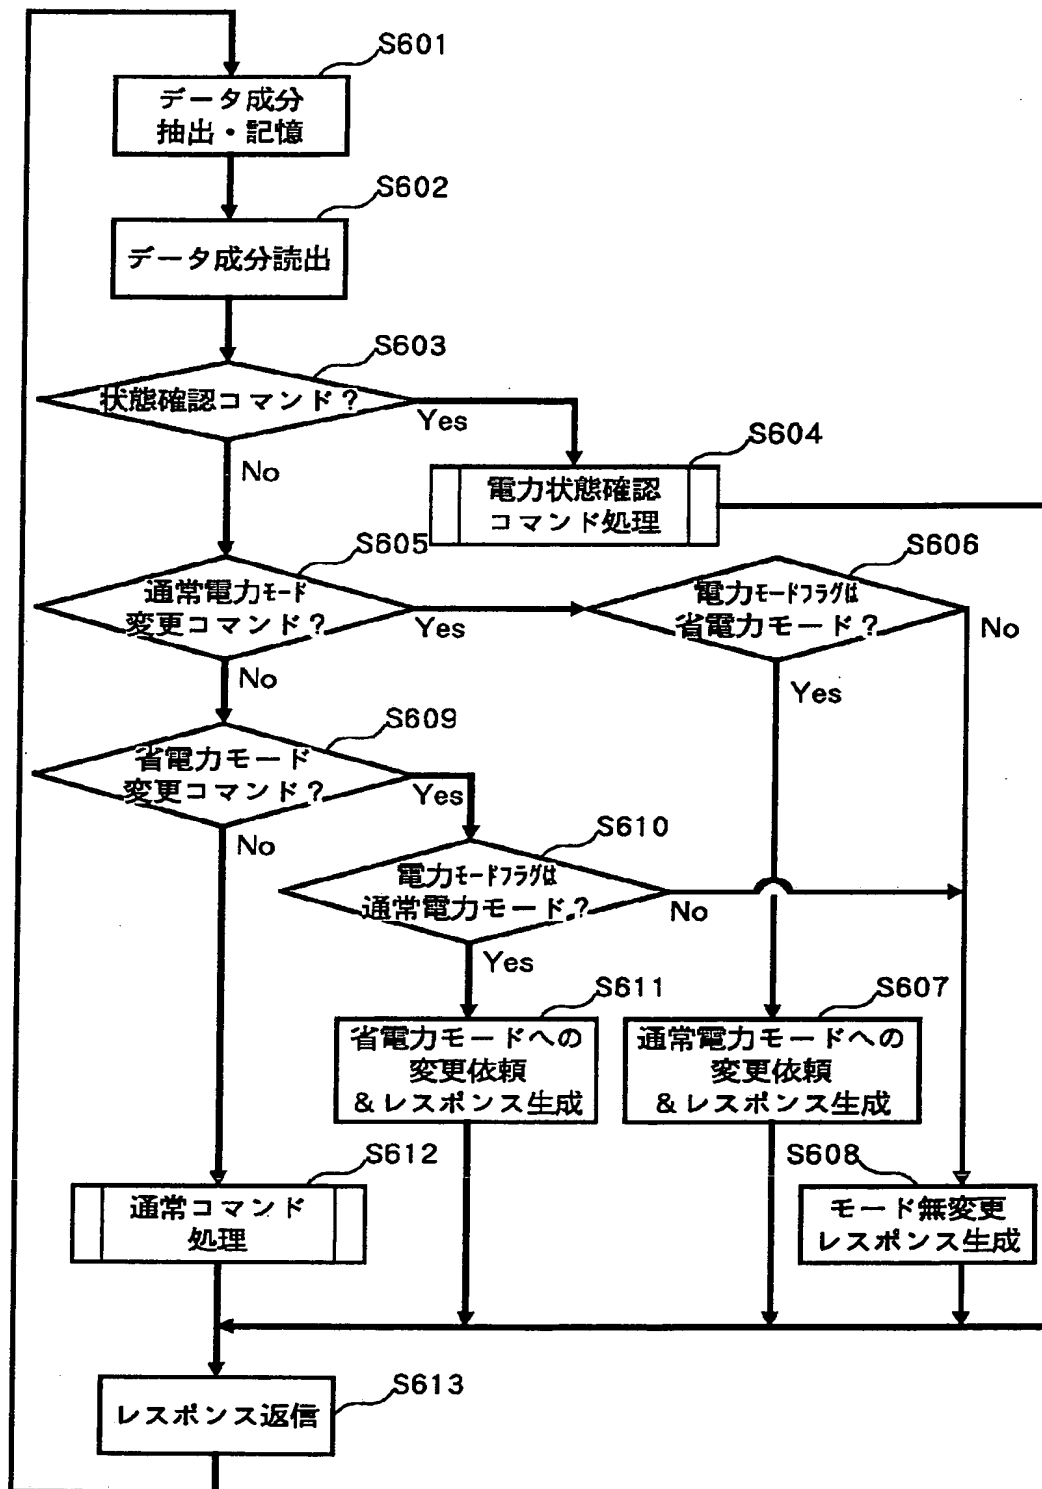 S601
データ成分
抽出・記憶
S602
データ成分読出
S603
状態確認コマンド？
Yes
No
S604
電力状態確認
コマンド処理
S605
通常電力モード
変更コマンド？
Yes
No
S606
電力モードフラグは
省電力モード？
No
Yes
S609
省電力モード
変更コマンド？
Yes
No
S610
電力モードフラグは
通常電力モード？
No
Yes
S611
省電力モードへの
変更依頼
＆レスポンス生成
S607
通常電力モードへの
変更依頼
＆レスポンス生成
S612
通常コマンド
処理
S608
モード無変更
レスポンス生成
S613
レスポンス返信